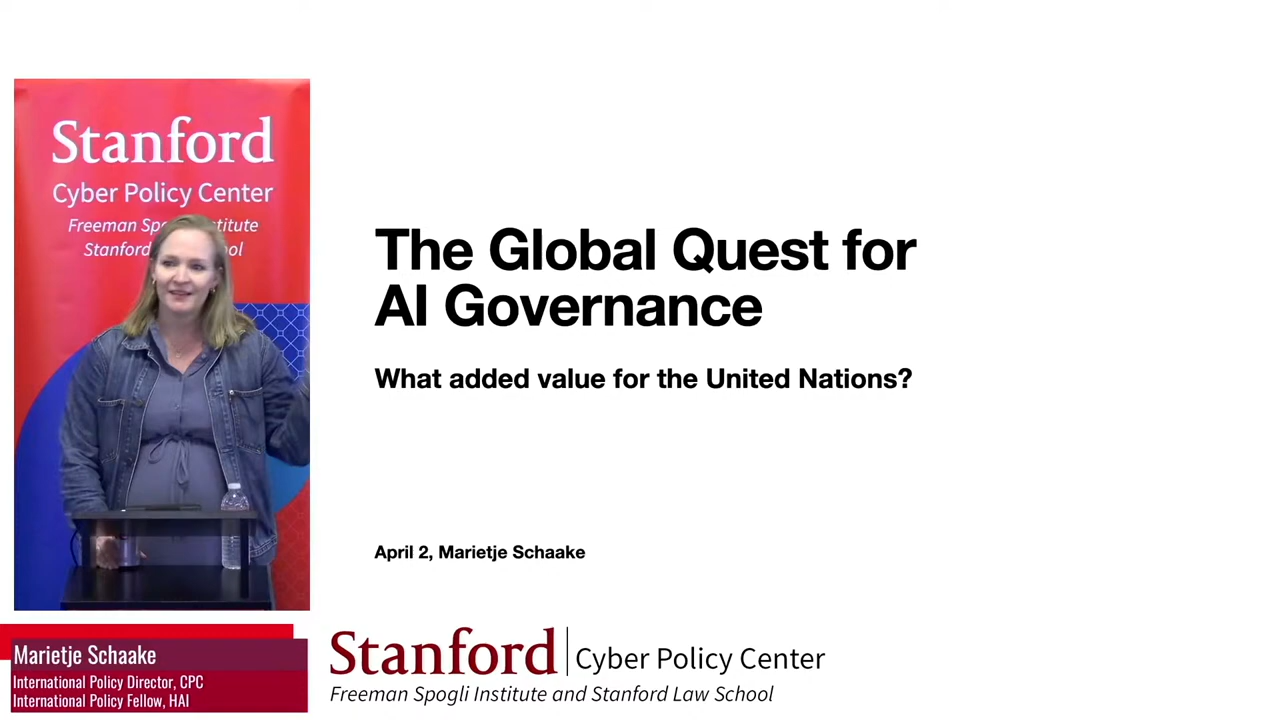 Stanford
Cyber Policy Center
Freeman Spo titute
Stanford ool
The Global Quest for
AI Governance
What added value for the United Nations?
April 2, Marietje Schaake
Marietje Schaake
International Policy Director, CPC
International Policy Fellow, HAI
Stanford | Cyber Policy Center
Freeman Spogli Institute and Stanford Law School